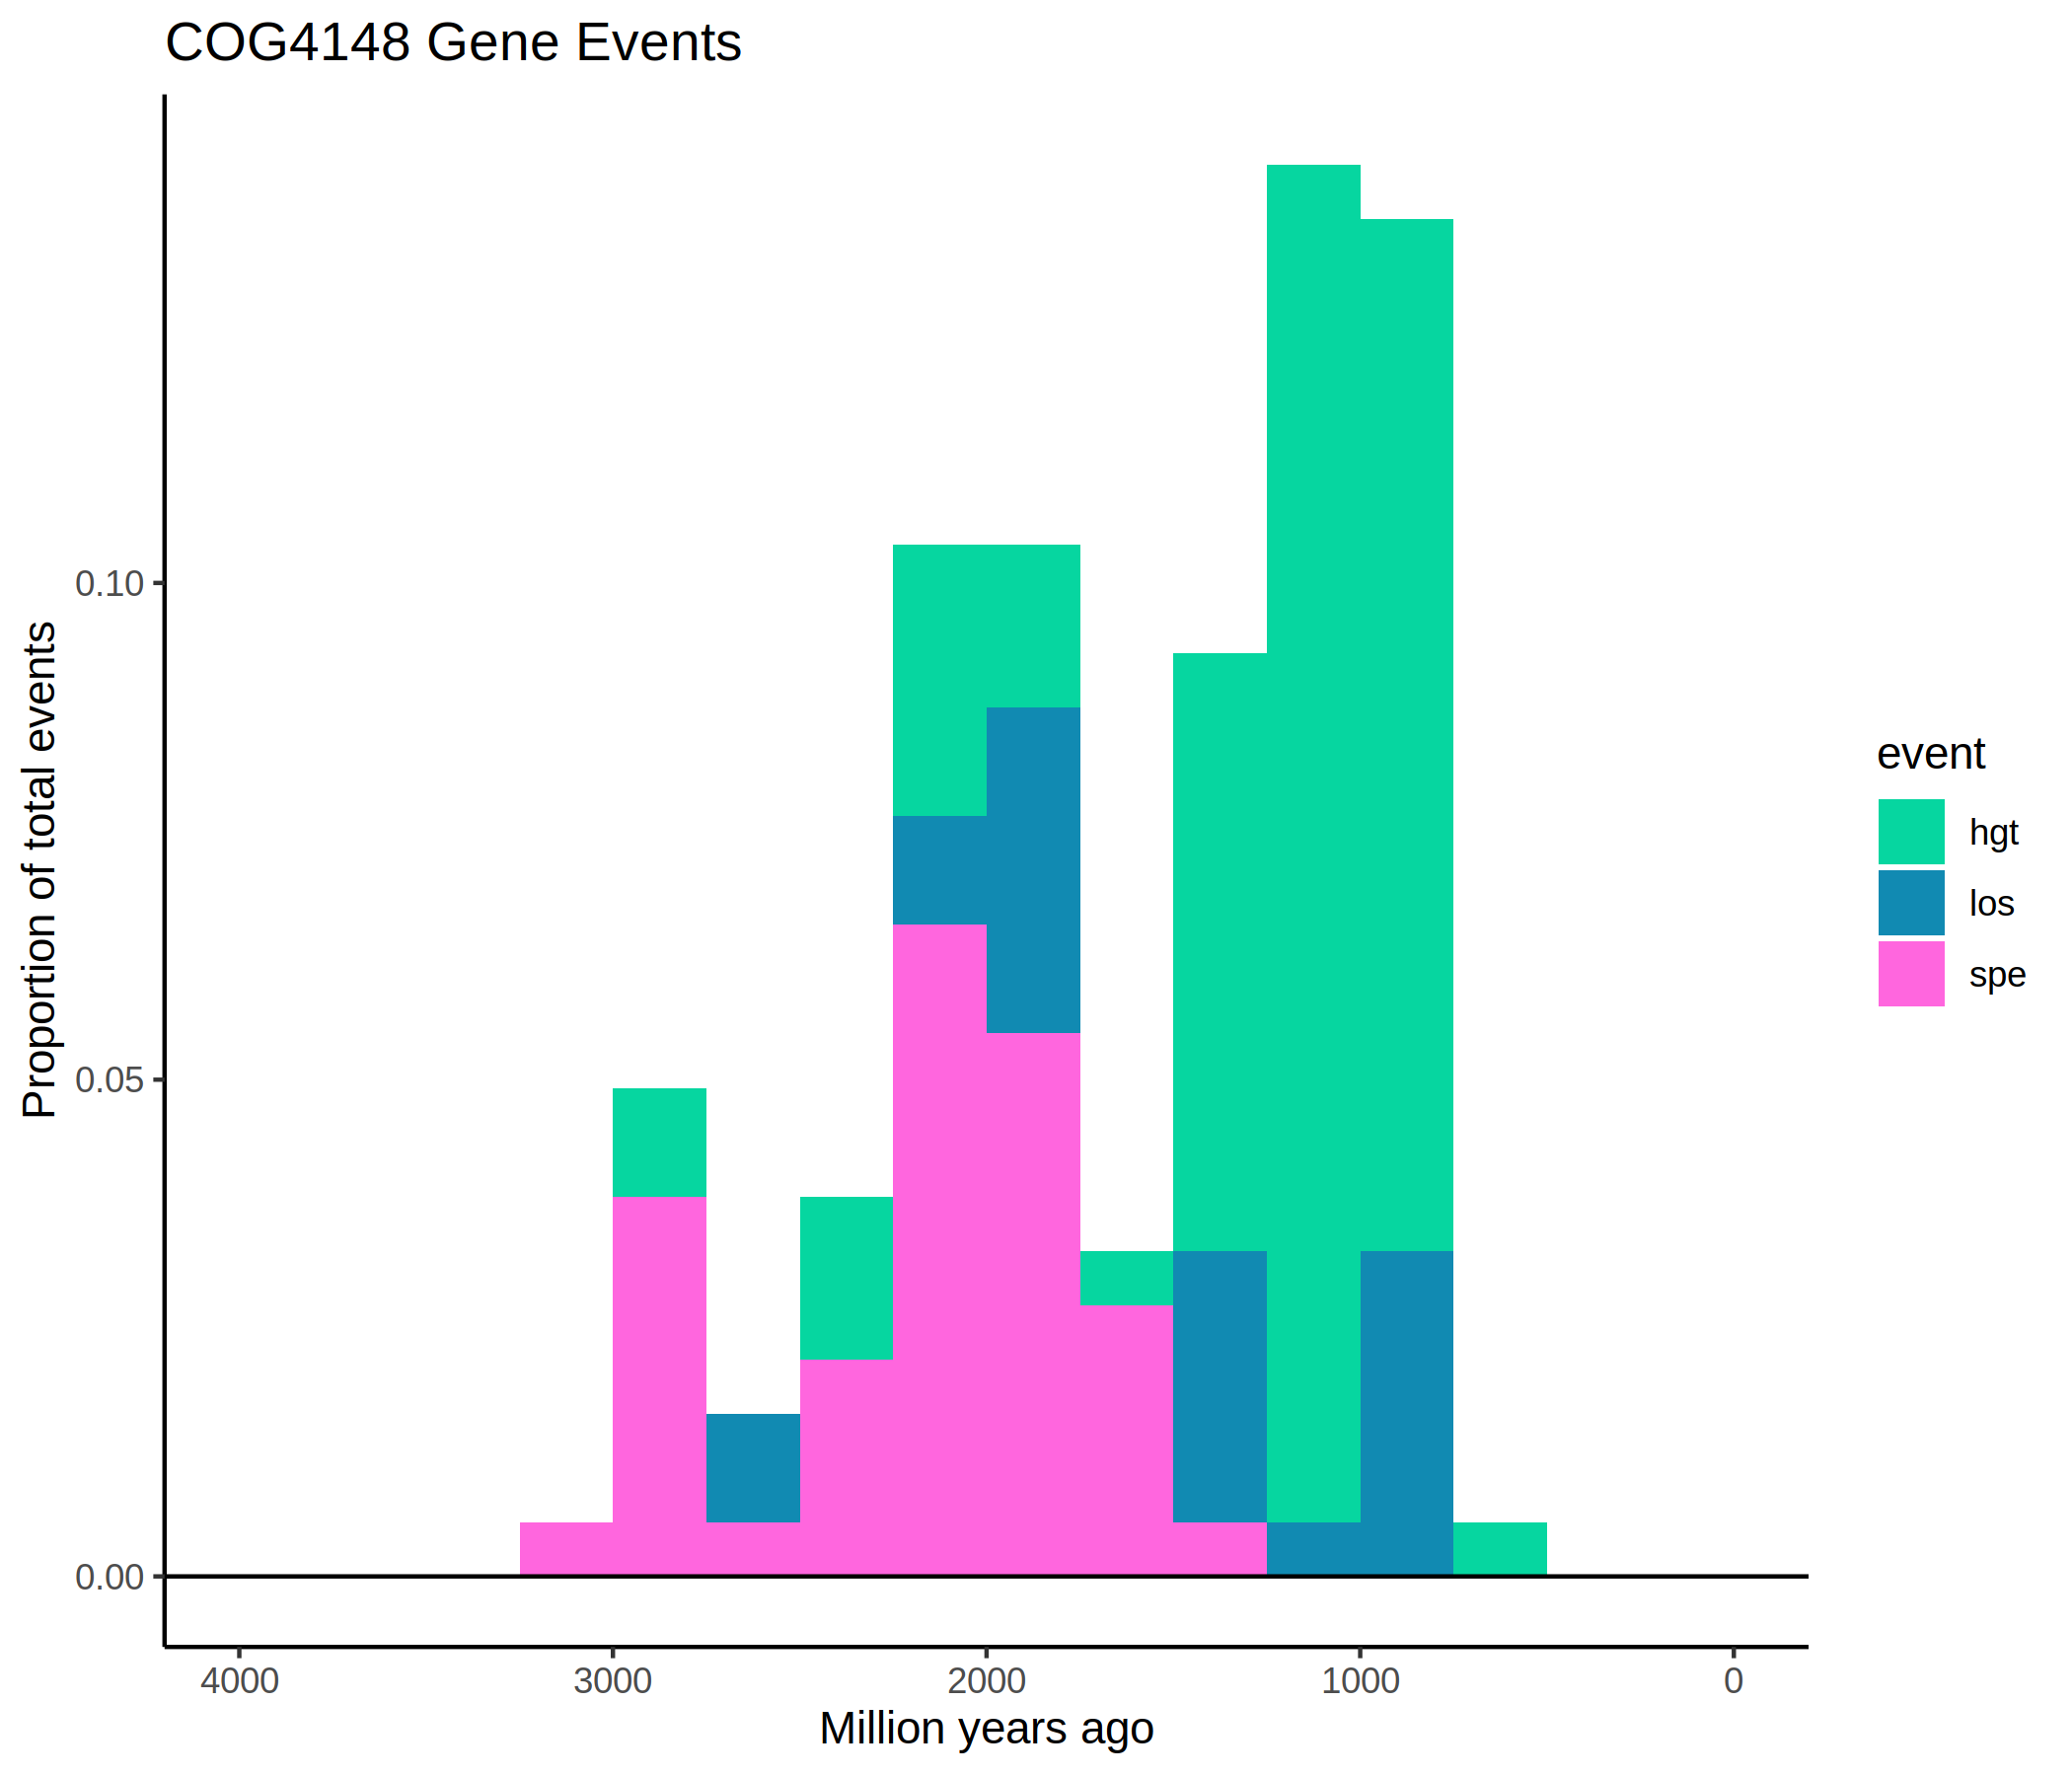 COG4148 Gene Events
Proportion of total events
0.10
0.05
0.00
4000
3000
2000
1000
0
Million years ago
event
hgt
los
spe